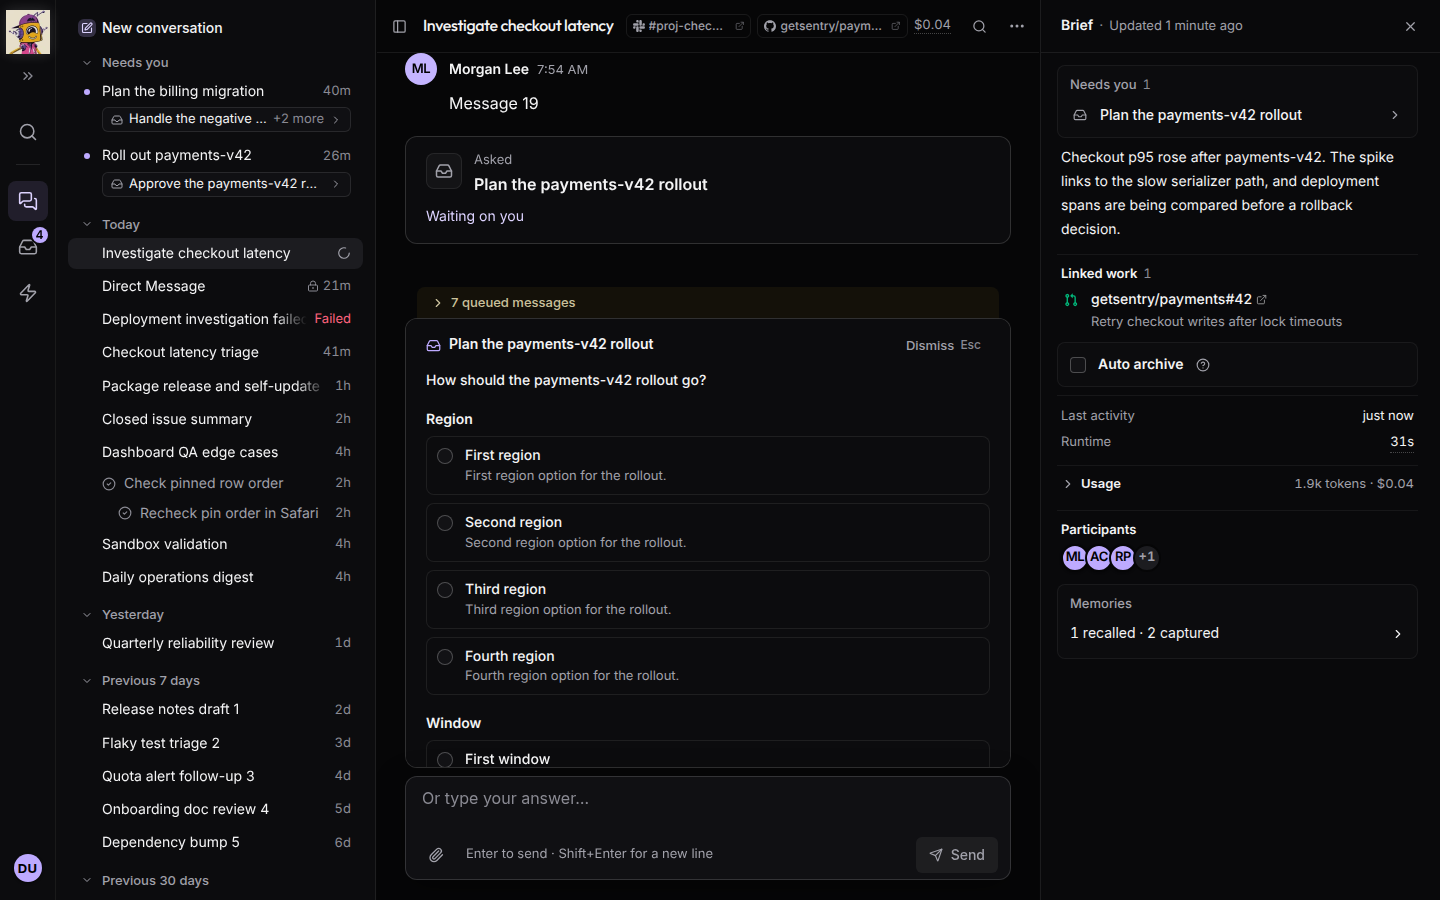 New conversation
Needs you
Plan the billing migration 40m
Handle the negative ... +2 more
Roll out payments-v42 26m
Approve the payments-v42 r...
Today
Investigate checkout latency
Direct Message 21m
Deployment investigation failed Failed
Checkout latency triage 41m
Package release and self-update 1h
Closed issue summary 2h
Dashboard QA edge cases 4h
Check pinned row order 2h
Recheck pin order in Safari 2h
Sandbox validation 4h
Daily operations digest 4h
Yesterday
Quarterly reliability review 1d
Previous 7 days
Release notes draft 1 2d
Flaky test triage 2 3d
Quota alert follow-up 3 4d
Onboarding doc review 4 5d
Dependency bump 5 6d
Previous 30 days
4
DU
Investigate checkout latency #proj-chec... getsentry/paym... $0.04
ML Morgan Lee 7:54 AM
Message 19
Asked
Plan the payments-v42 rollout
Waiting on you
7 queued messages
Plan the payments-v42 rollout Dismiss Esc
How should the payments-v42 rollout go?
Region
First region
First region option for the rollout.
Second region
Second region option for the rollout.
Third region
Third region option for the rollout.
Fourth region
Fourth region option for the rollout.
Window
First window
Or type your answer...
Enter to send · Shift+Enter for a new line Send
Brief · Updated 1 minute ago
Needs you 1
Plan the payments-v42 rollout
Checkout p95 rose after payments-v42. The spike
links to the slow serializer path, and deployment
spans are being compared before a rollback
decision.
Linked work 1
getsentry/payments#42
Retry checkout writes after lock timeouts
Auto archive
Last activity just now
Runtime 31s
Usage 1.9k tokens · $0.04
Participants
ML AC RP +1
Memories
1 recalled · 2 captured